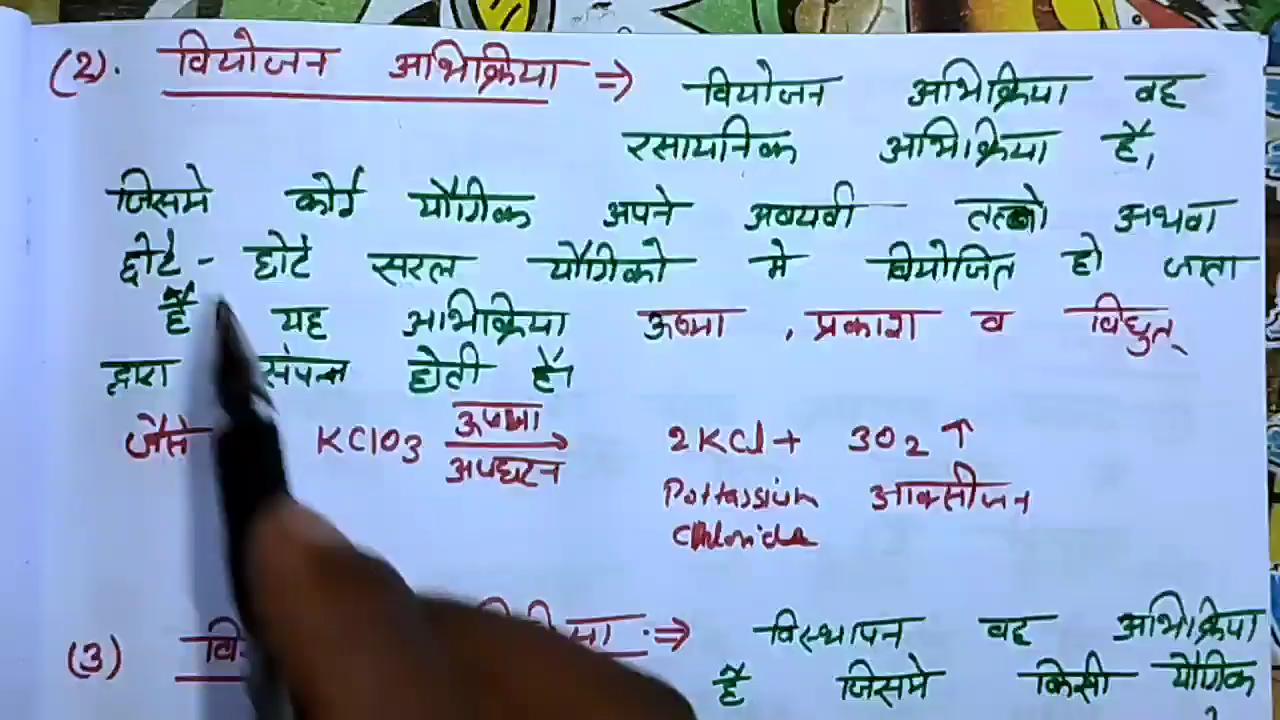 (2). वियोजन अभिक्रिया ⇒ वियोजन अभिक्रिया वह
रसायनिक अभिक्रिया है,
जिसमे कोई यौगिक अपने अवयवी तत्वो अथवा
छोटे - छोटे सरल यौगिको मे वियोजित हो जाता
है यह अभिक्रिया ऊष्मा , प्रकाश व विद्युत्
द्वारा संपन्न होती है।
जैसे KClO3 ऊष्मा → अपघटन 2KCl + 3O2 ↑
Pottassium आक्सीजन
Chloride
(3) ⇒ विस्थापन वह अभिक्रिया
है जिसमे किसी यौगिक